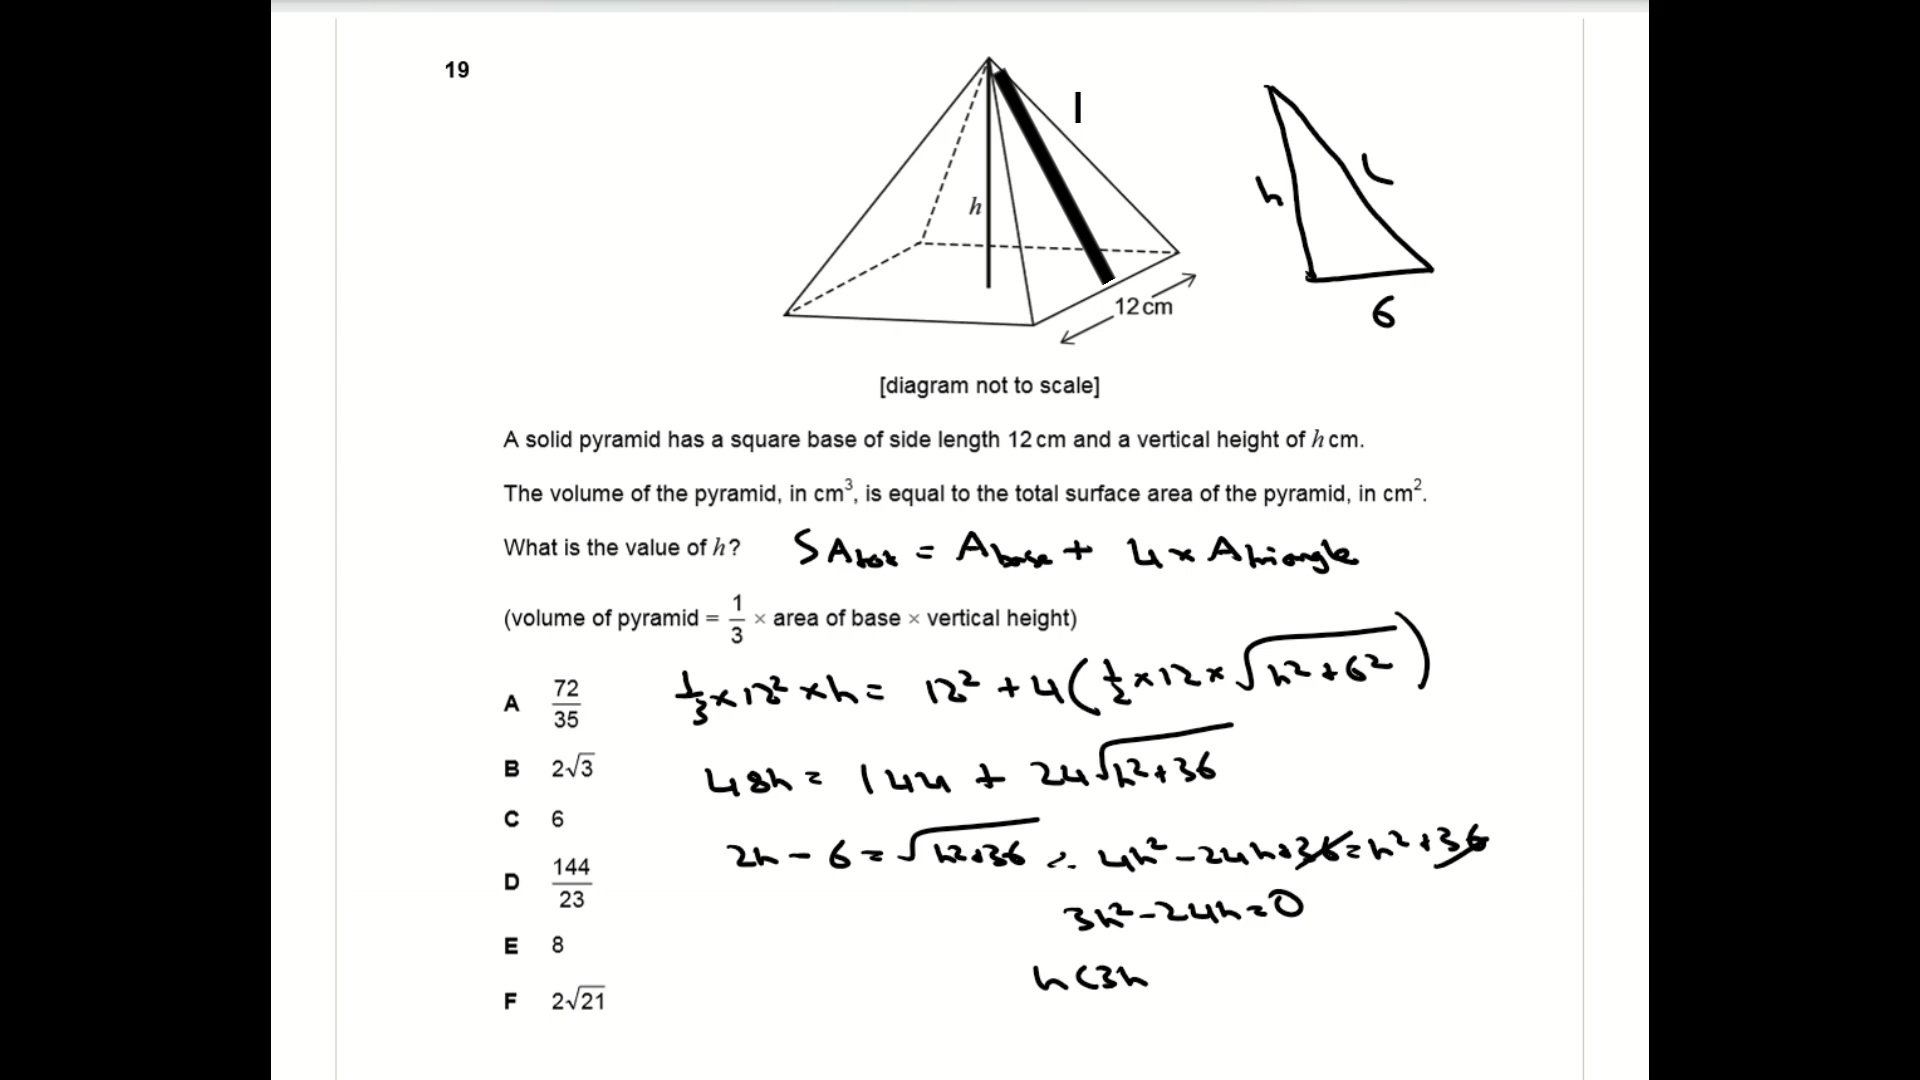 19
l
h
12 cm
h
l
6
[diagram not to scale]
A solid pyramid has a square base of side length 12 cm and a vertical height of h cm.
The volume of the pyramid, in cm³, is equal to the total surface area of the pyramid, in cm².
What is the value of h?
SA_tot = A_base + 4 × A_triangle
(volume of pyramid = 1/3 × area of base × vertical height)
1/3 × 12² × h = 12² + 4(1/2 × 12 × √(h² + 6²))
A 72/35
48h = 144 + 24√(h² + 36)
B 2√3
C 6
2h − 6 = √(h² + 36) ∴ 4h² − 24h + 36 = h² + 36
D 144/23
3h² − 24h = 0
E 8
h(3h
F 2√21